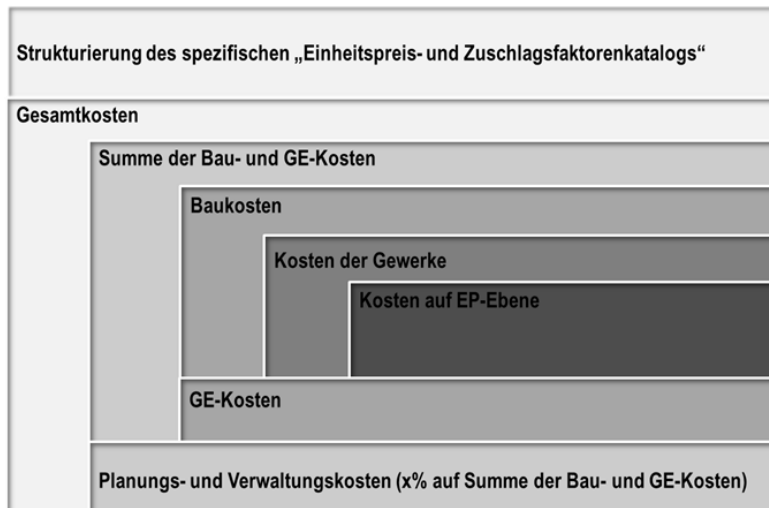 Strukturierung des spezifischen „Einheitspreis- und Zuschlagsfaktorenkatalogs“
Gesamtkosten
Summe der Bau- und GE-Kosten
Baukosten
Kosten der Gewerke
Kosten auf EP-Ebene
GE-Kosten
Planungs- und Verwaltungskosten (x% auf Summe der Bau- und GE-Kosten)